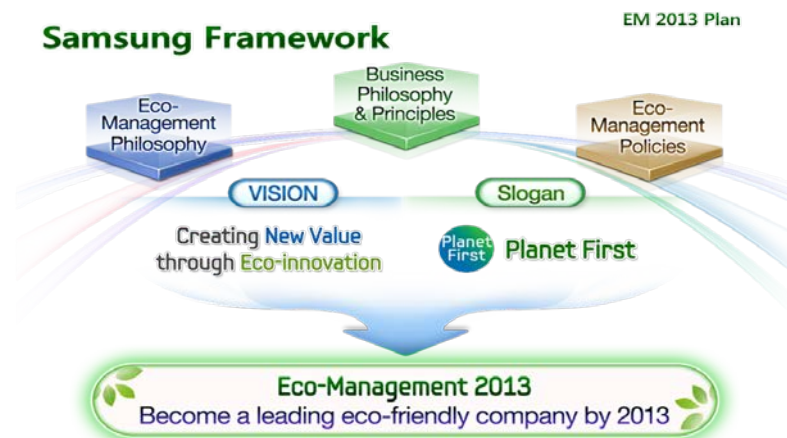 EM 2013 Plan
Samsung Framework
Business
Philosophy
& Principles
Eco-
Management
Philosophy
Eco-
Management
Policies
VISION
Slogan
Creating New Value
through Eco-innovation
Planet
First
Planet First
Eco-Management 2013
Become a leading eco-friendly company by 2013